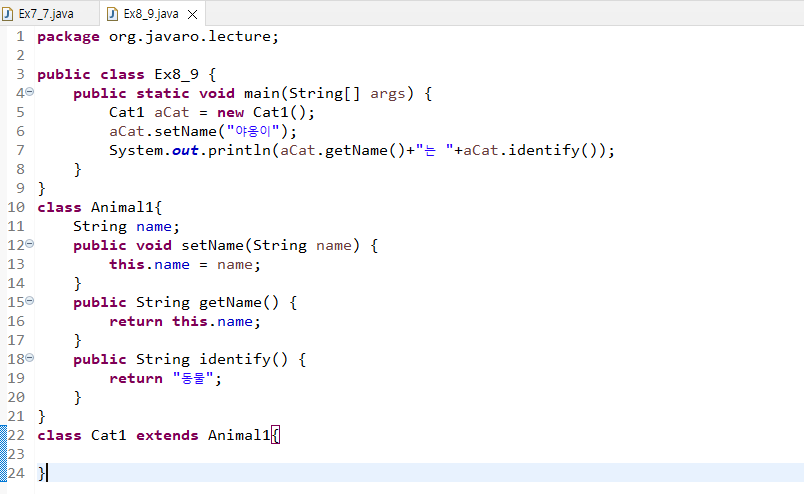 Ex7_7.java Ex8_9.java
1 package org.javaro.lecture;
2
3 public class Ex8_9 {
4 public static void main(String[] args) {
5 Cat1 aCat = new Cat1();
6 aCat.setName("야옹이");
7 System.out.println(aCat.getName()+"는 "+aCat.identify());
8 }
9 }
10 class Animal1{
11 String name;
12 public void setName(String name) {
13 this.name = name;
14 }
15 public String getName() {
16 return this.name;
17 }
18 public String identify() {
19 return "동물";
20 }
21 }
22 class Cat1 extends Animal1{
23
24 }